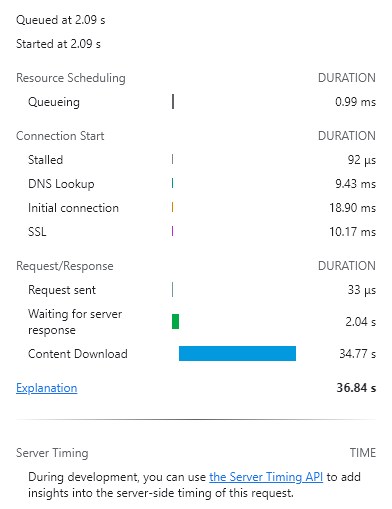 Queued at 2.09 s
Started at 2.09 s
Resource Scheduling DURATION
Queueing 0.99 ms
Connection Start DURATION
Stalled 92 μs
DNS Lookup 9.43 ms
Initial connection 18.90 ms
SSL 10.17 ms
Request/Response DURATION
Request sent 33 μs
Waiting for server
response 2.04 s
Content Download 34.77 s
Explanation 36.84 s
Server Timing TIME
During development, you can use the Server Timing API to add
insights into the server-side timing of this request.